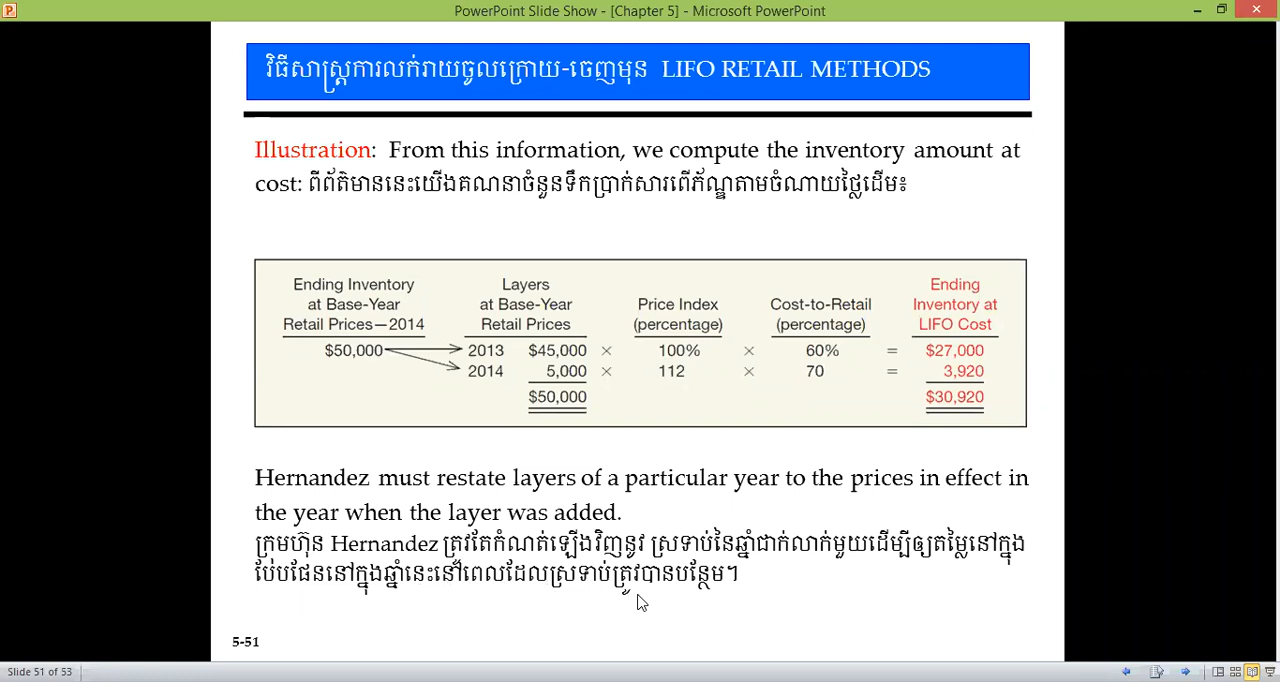 PowerPoint Slide Show - [Chapter 5] - Microsoft PowerPoint
វិធីសាស្ត្រការលក់រាយចូលក្រោយ-ចេញមុន LIFO RETAIL METHODS
Illustration: From this information, we compute the inventory amount at
cost: ពីព័ត៌មាននេះយើងគណនាចំនួនទឹកប្រាក់សារពើភ័ណ្ឌតាមចំណាយថ្លៃដើម៖
Ending Inventory Layers Ending
at Base-Year at Base-Year Price Index Cost-to-Retail Inventory at
Retail Prices—2014 Retail Prices (percentage) (percentage) LIFO Cost
$50,000 2013 $45,000 × 100% × 60% = $27,000
2014 5,000 × 112 × 70 = 3,920
$50,000 $30,920
Hernandez must restate layers of a particular year to the prices in effect in
the year when the layer was added.
ក្រុមហ៊ុន Hernandez ត្រូវតែកំណត់ឡើងវិញនូវ ស្រទាប់នៃឆ្នាំជាក់លាក់មួយដើម្បីឲ្យតម្លៃនៅក្នុង
បែបផែននៅក្នុងឆ្នាំនេះនៅពេលដែលស្រទាប់ត្រូវបានបន្ថែម។
5-51
Slide 51 of 53